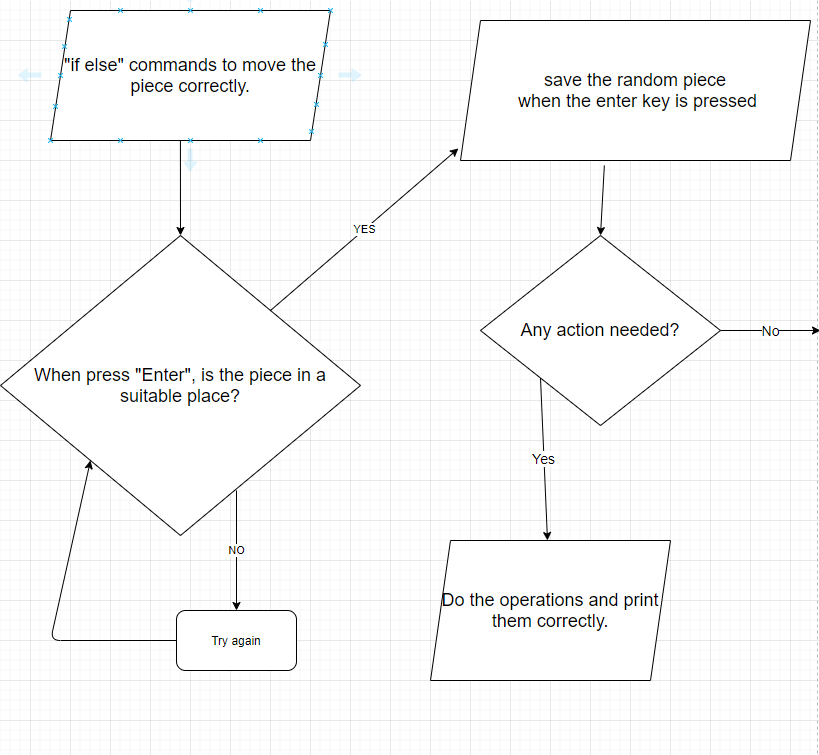 "if else" commands to move the
piece correctly.
save the random piece
when the enter key is pressed
YES
Any action needed?
No
When press "Enter", is the piece in a
suitable place?
Yes
NO
Do the operations and print
them correctly.
Try again